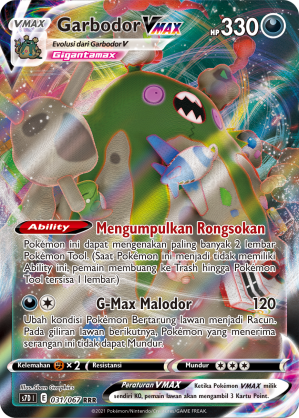 VMAX Garbodor VMAX HP 330
Evolusi dari Garbodor V
Gigantamax
Ability Mengumpulkan Rongsokan
Pokémon ini dapat mengenakan paling banyak 2 lembar
Pokémon Tool. (Saat Pokémon ini menjadi tidak memiliki
Ability ini, pemain membuang ke Trash hingga Pokémon
Tool tersisa 1 lembar.)
G-Max Malodor 120
Ubah kondisi Pokémon Bertarung lawan menjadi Racun.
Pada giliran lawan berikutnya, Pokémon yang menerima
serangan ini tidak dapat Mundur.
Kelemahan × 2 Resistansi Mundur
s7D I E 031/067 RRR
Peraturan VMAX Ketika Pokémon VMAX milik
sendiri KO, pemain lawan akan mengambil 3 Kartu Point.
©2021 Pokémon/Nintendo/Creatures/GAME FREAK.